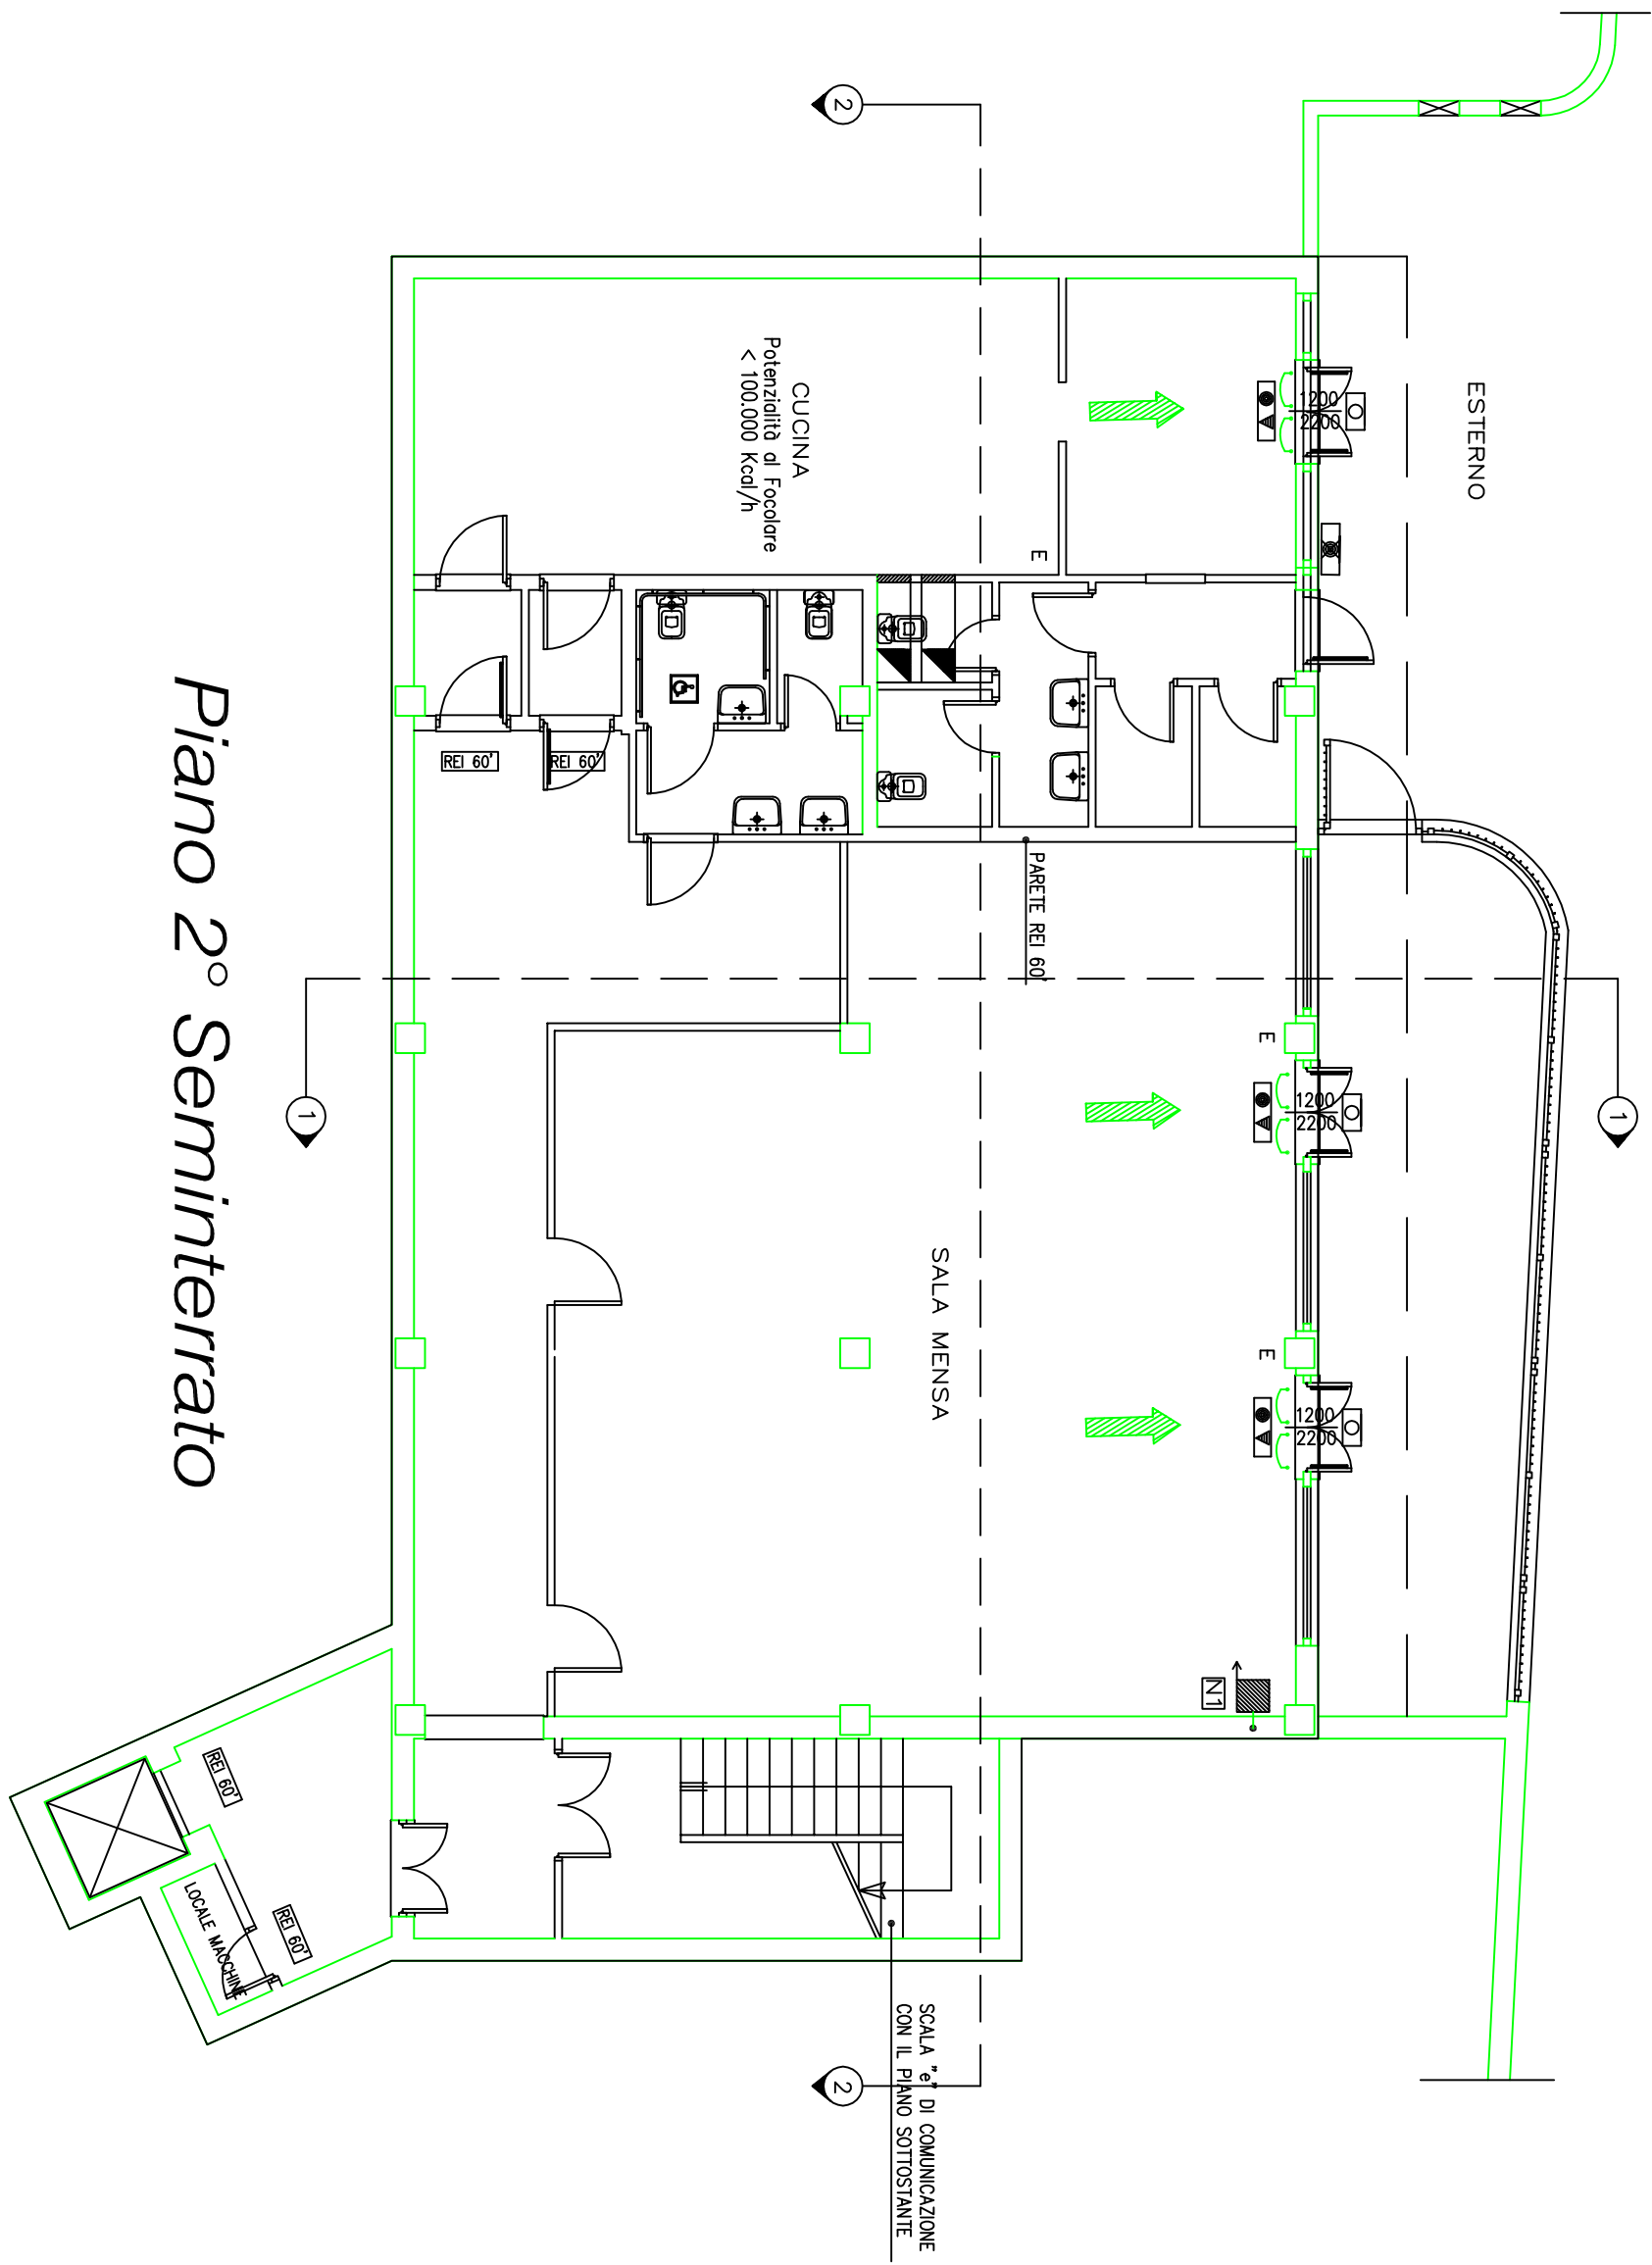 ESTERNO
2
1200
2200
CUCINA
Potenzialità al Focolare
< 100.000 Kcal/h
E
REI 60'
REI 60'
PARETE REI 60'
1
1
E
1200
2200
SALA MENSA
E
1200
2200
N1
REI 60'
REI 60'
LOCALE MACCHINE
SCALA "e" DI COMUNICAZIONE
CON IL PIANO SOTTOSTANTE
2
Piano 2° Seminterrato